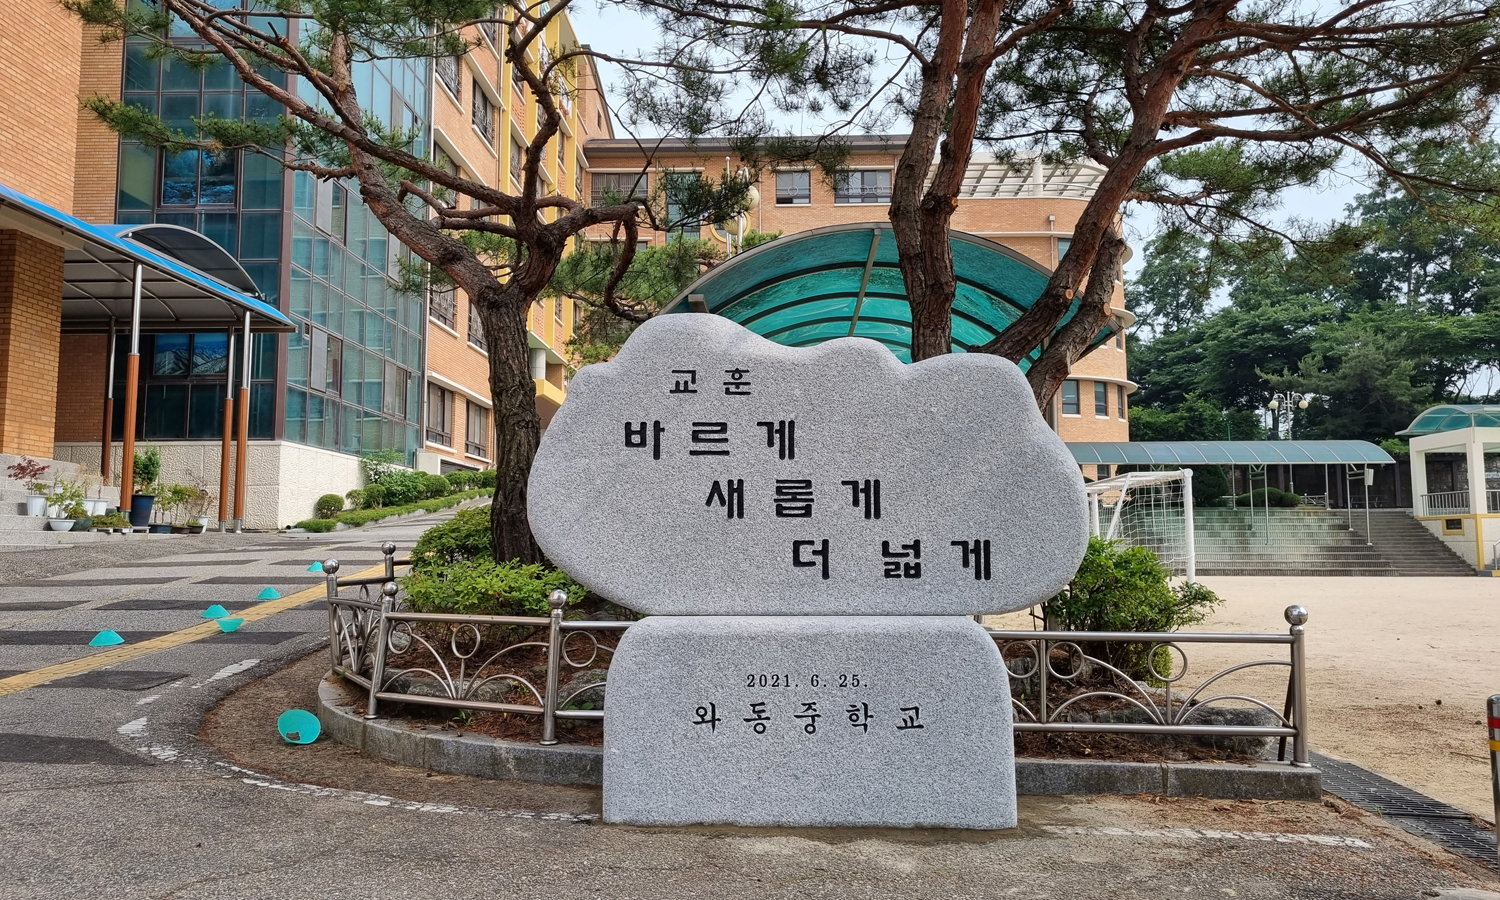 교훈
바르게
새롭게
더 넓게
2021. 6. 25.
와동중학교